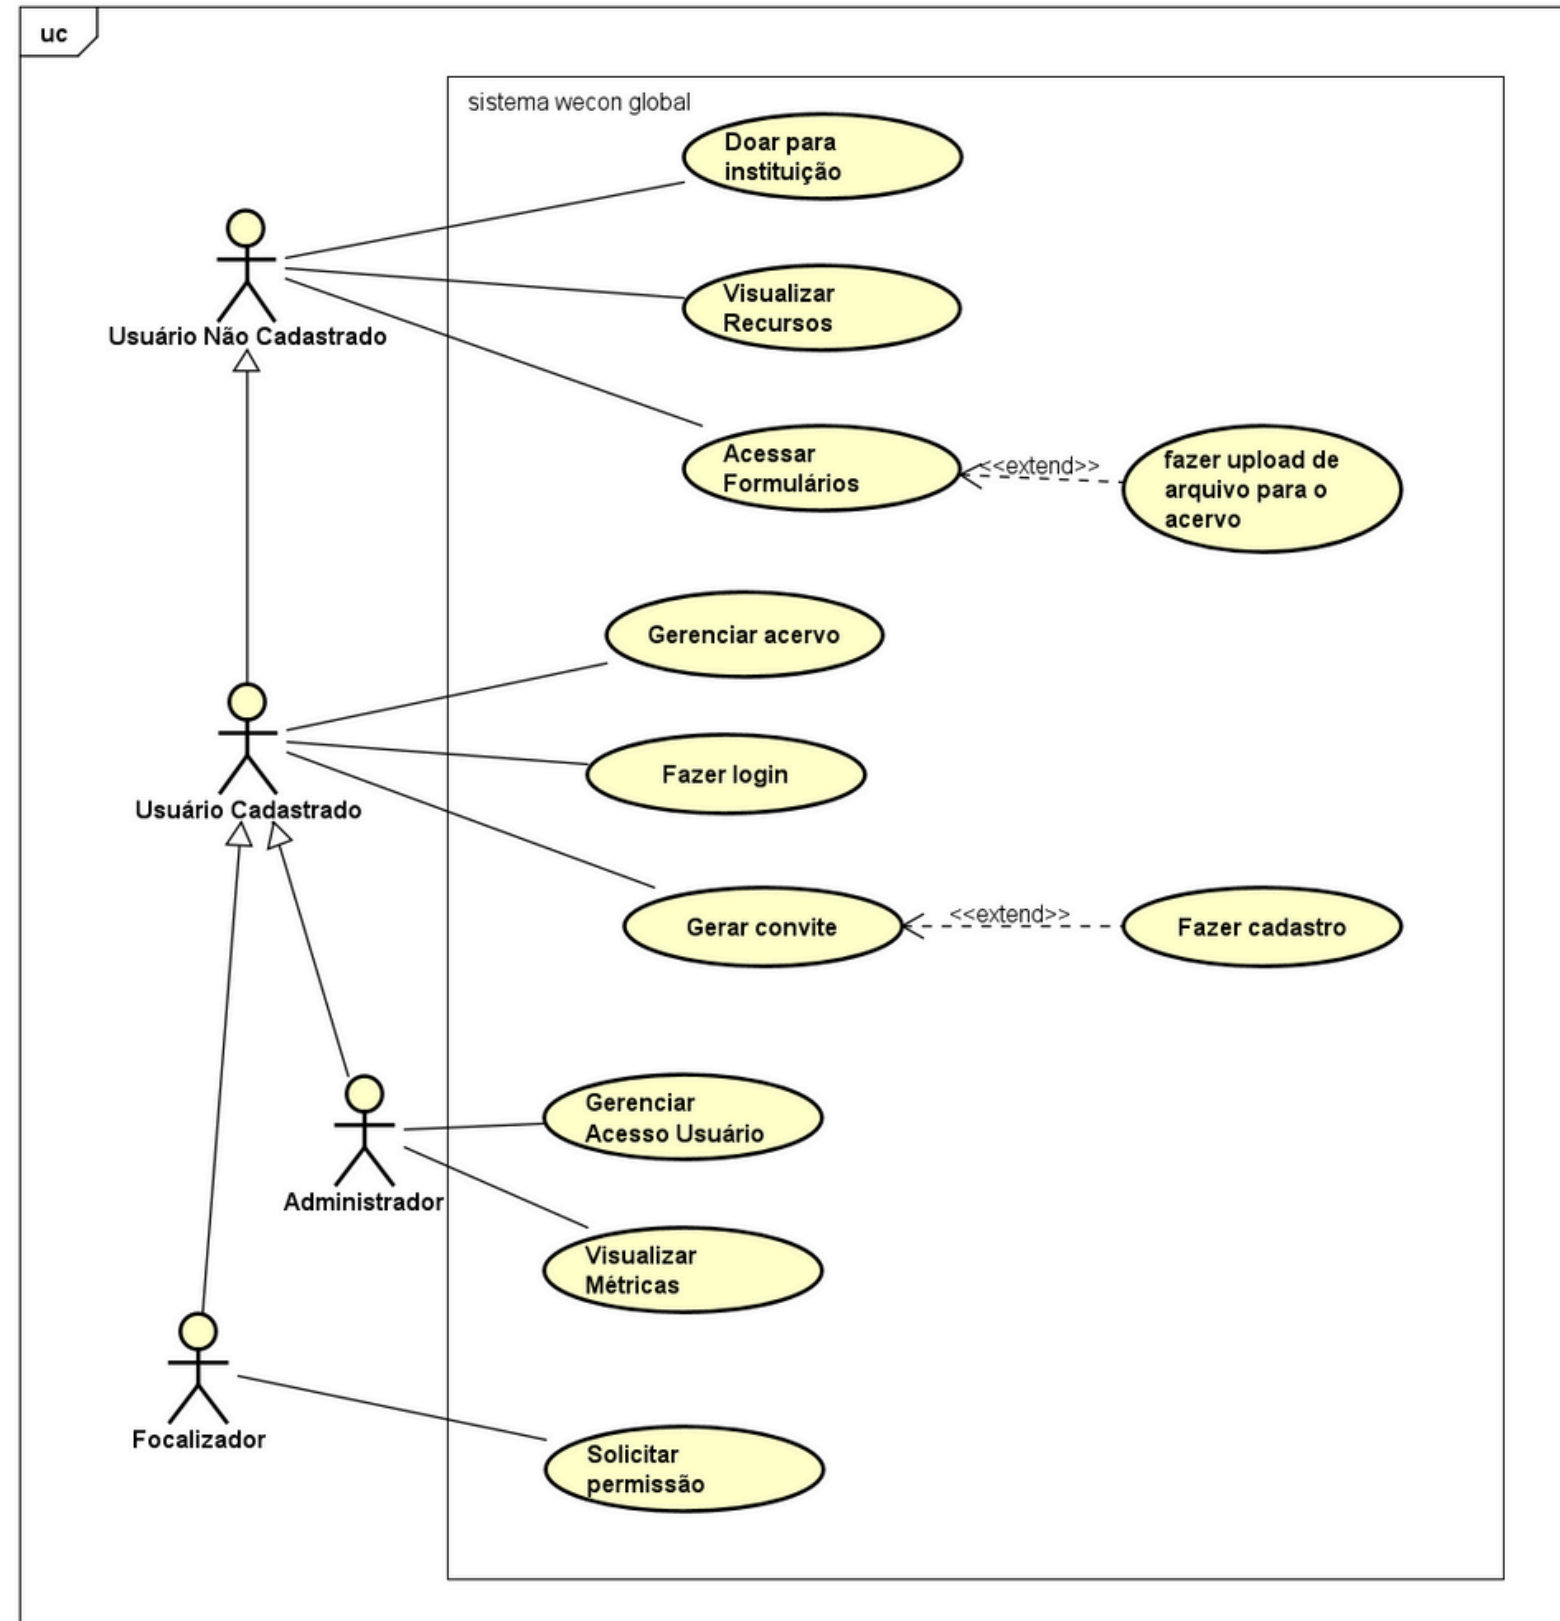 uc
sistema wecon global
Doar para
instituição
Visualizar
Recursos
Usuário Não Cadastrado
Acessar
Formulários
<<extend>>
fazer upload de
arquivo para o
acervo
Gerenciar acervo
Fazer login
Usuário Cadastrado
Gerar convite
<<extend>>
Fazer cadastro
Gerenciar
Acesso Usuário
Administrador
Visualizar
Métricas
Focalizador
Solicitar
permissão